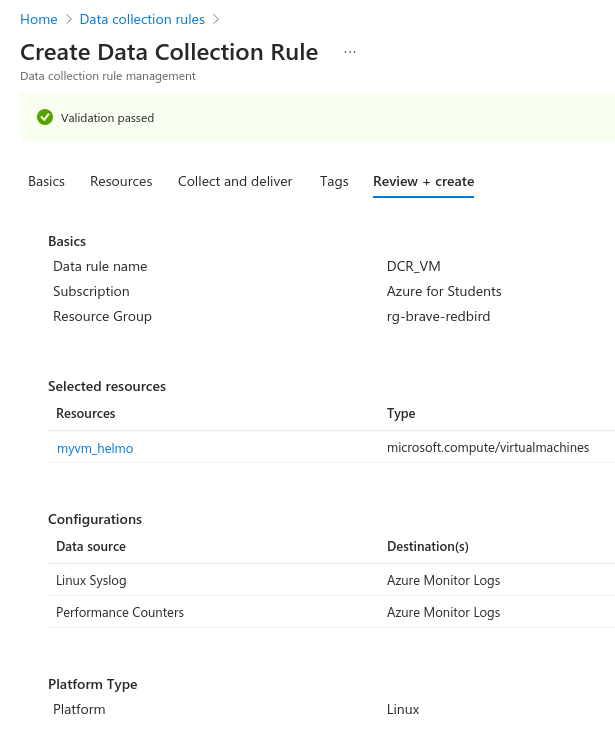 Home > Data collection rules >
Create Data Collection Rule ...
Data collection rule management
Validation passed
Basics Resources Collect and deliver Tags Review + create
Basics
Data rule name DCR_VM
Subscription Azure for Students
Resource Group rg-brave-redbird
Selected resources
Resources Type
myvm_helmo microsoft.compute/virtualmachines
Configurations
Data source Destination(s)
Linux Syslog Azure Monitor Logs
Performance Counters Azure Monitor Logs
Platform Type
Platform Linux